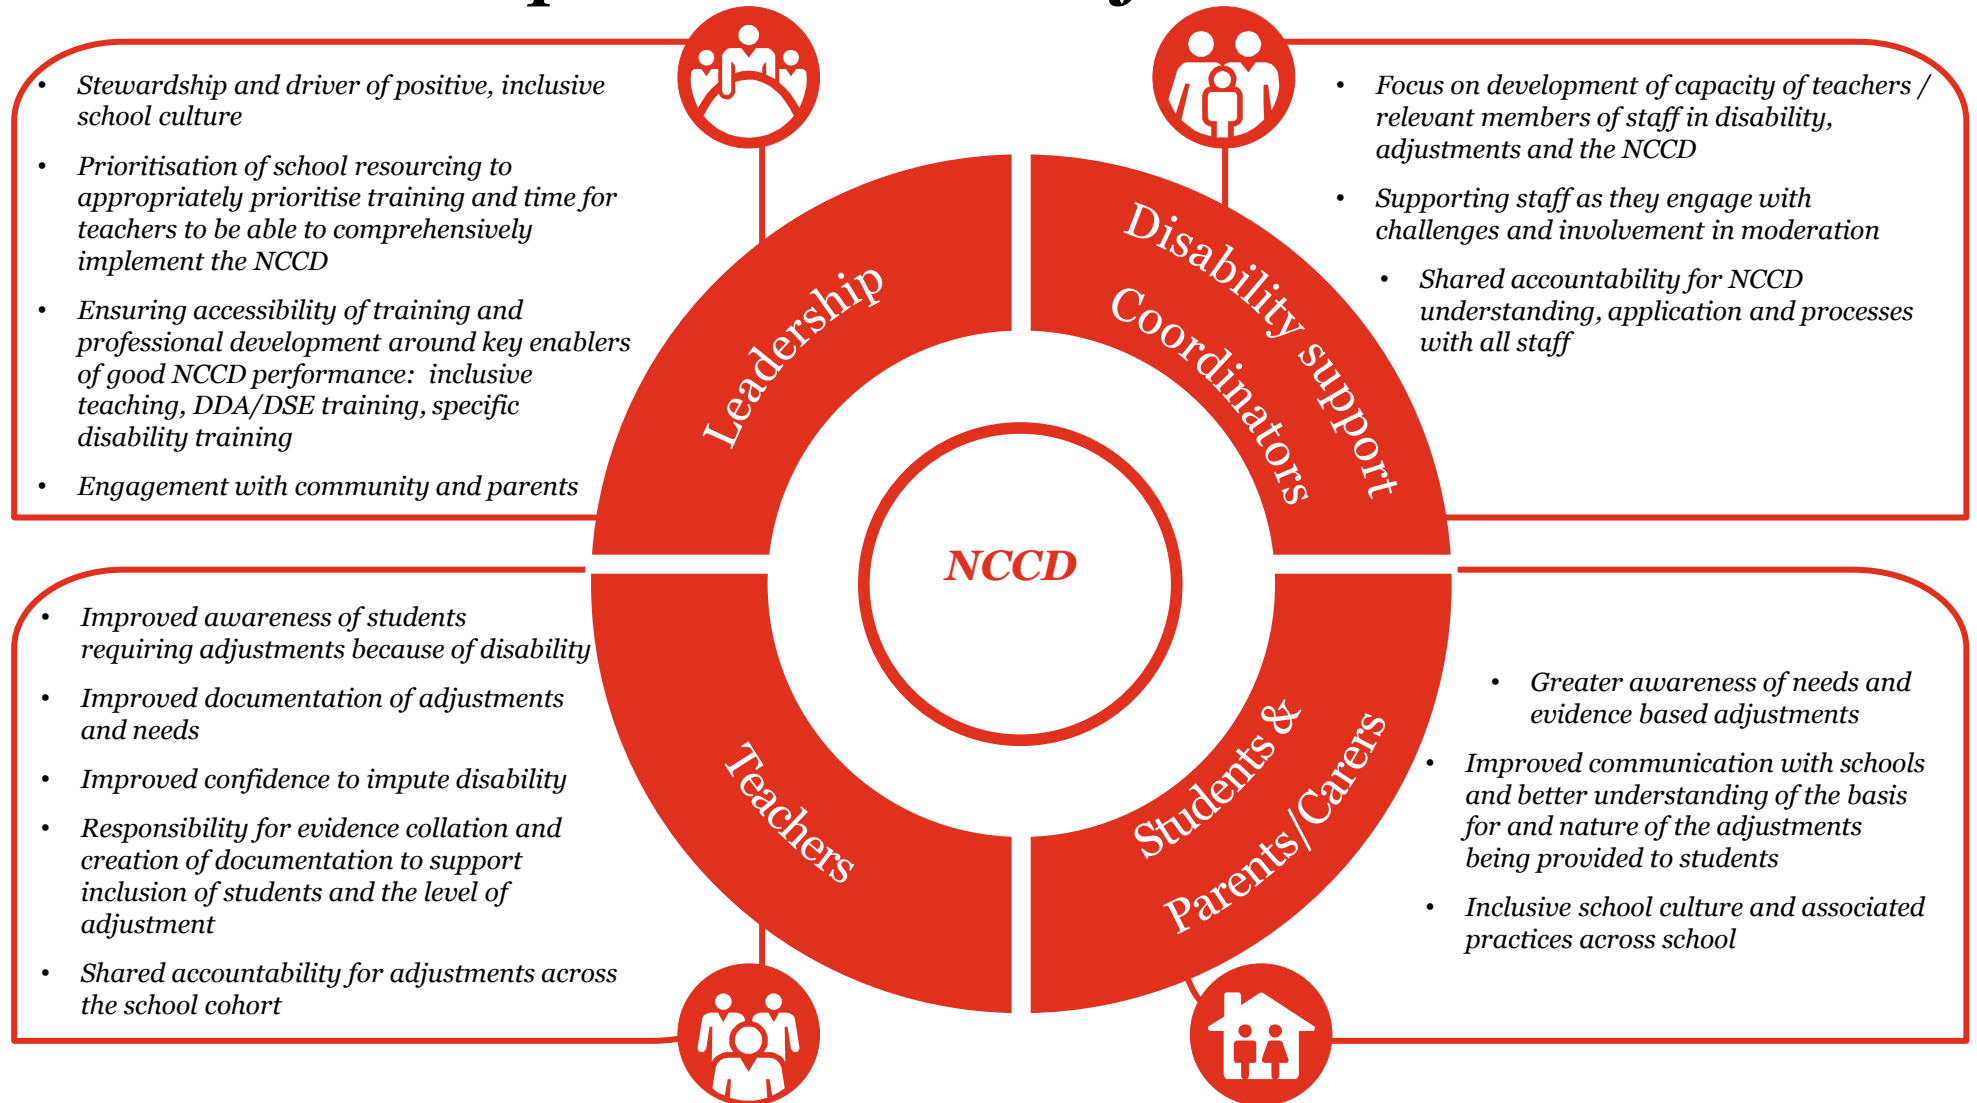 • Stewardship and driver of positive, inclusive
school culture
• Prioritisation of school resourcing to
appropriately prioritise training and time for
teachers to be able to comprehensively
implement the NCCD
• Ensuring accessibility of training and
professional development around key enablers
of good NCCD performance: inclusive
teaching, DDA/DSE training, specific
disability training
• Engagement with community and parents
• Focus on development of capacity of teachers /
relevant members of staff in disability,
adjustments and the NCCD
• Supporting staff as they engage with
challenges and involvement in moderation
• Shared accountability for NCCD
understanding, application and processes
with all staff
Leadership
Disability support
Coordinators
NCCD
Teachers
Students &
Parents/Carers
• Improved awareness of students
requiring adjustments because of disability
• Improved documentation of adjustments
and needs
• Improved confidence to impute disability
• Responsibility for evidence collation and
creation of documentation to support
inclusion of students and the level of
adjustment
• Shared accountability for adjustments across
the school cohort
• Greater awareness of needs and
evidence based adjustments
• Improved communication with schools
and better understanding of the basis
for and nature of the adjustments
being provided to students
• Inclusive school culture and associated
practices across school